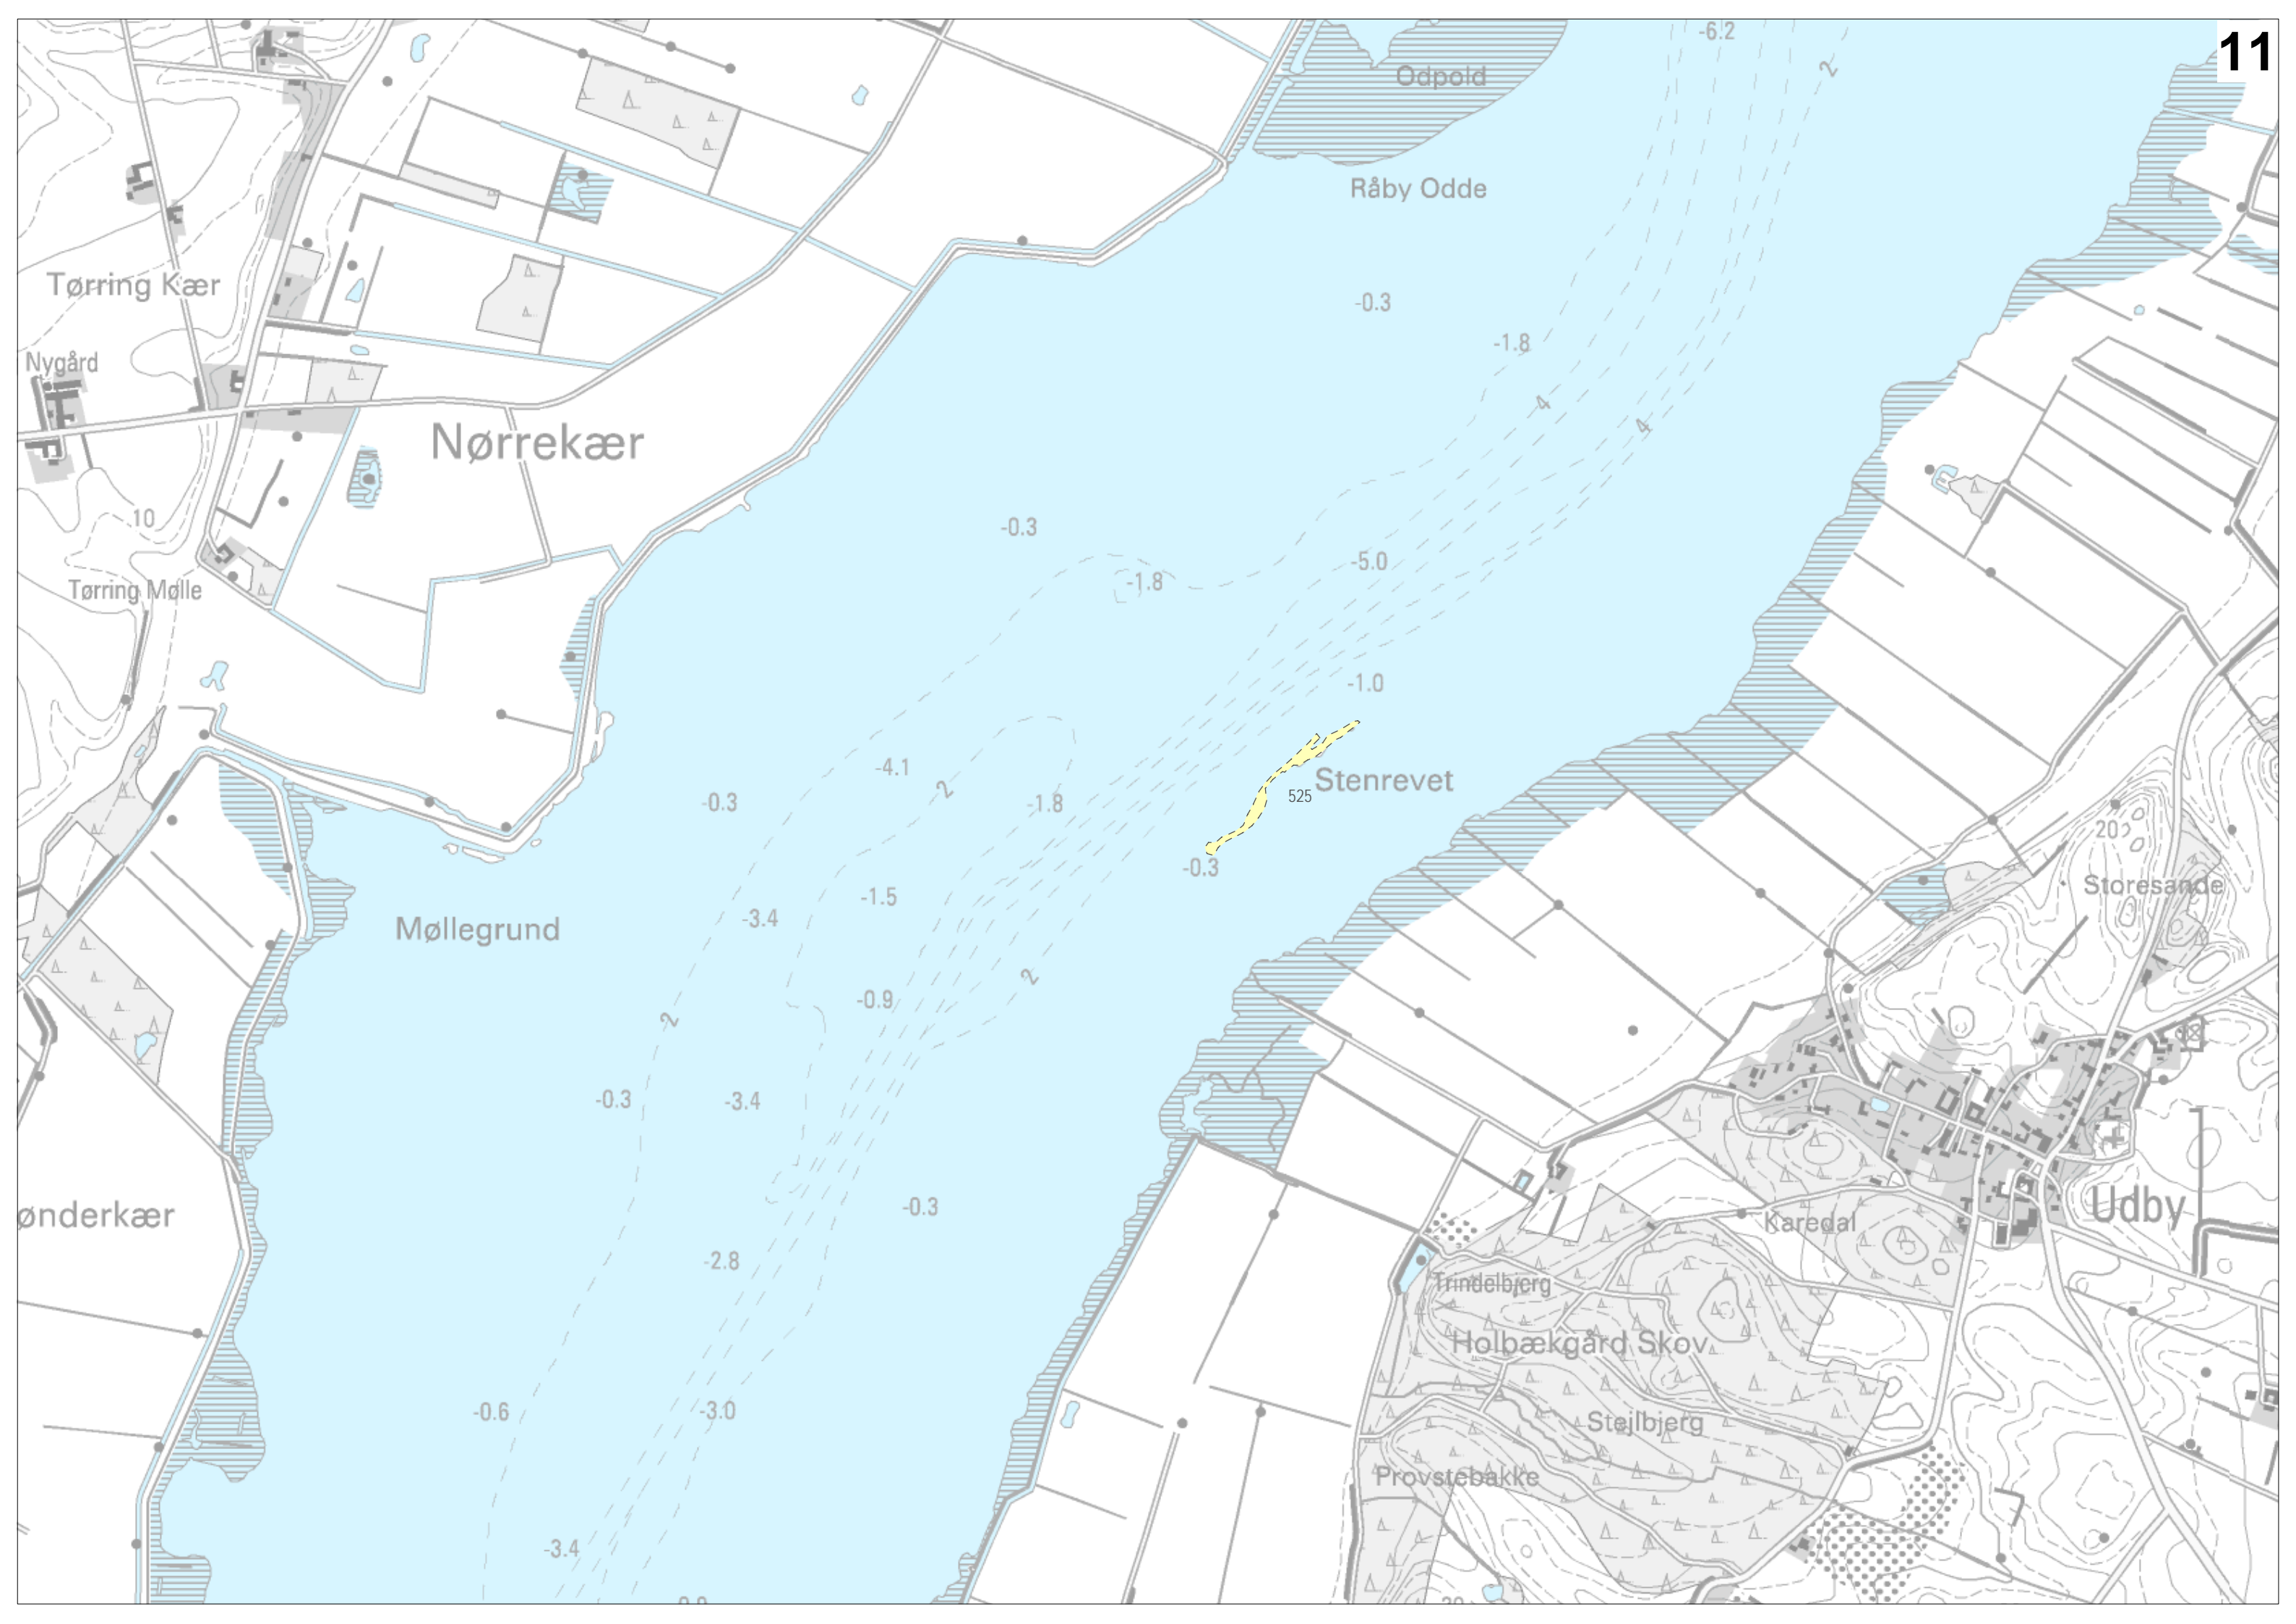 11
-6.2
2
Odpold
Råby Odde
Tørring Kær
-0.3
-1.8
Nygård
4
4
Nørrekær
10
-0.3
-5.0
-1.8
Tørring Mølle
-1.0
-4.1
2
Stenrevet
525
-0.3
-1.8
20
-0.3
Storesande
-1.5
-3.4
Møllegrund
2
-0.9
2
-0.3
-3.4
-0.3
ønderkær
Udby
Karedal
-2.8
Trindelbjerg
Holbækgård Skov
-0.6
-3.0
Stejlbjerg
Provstebakke
-3.4